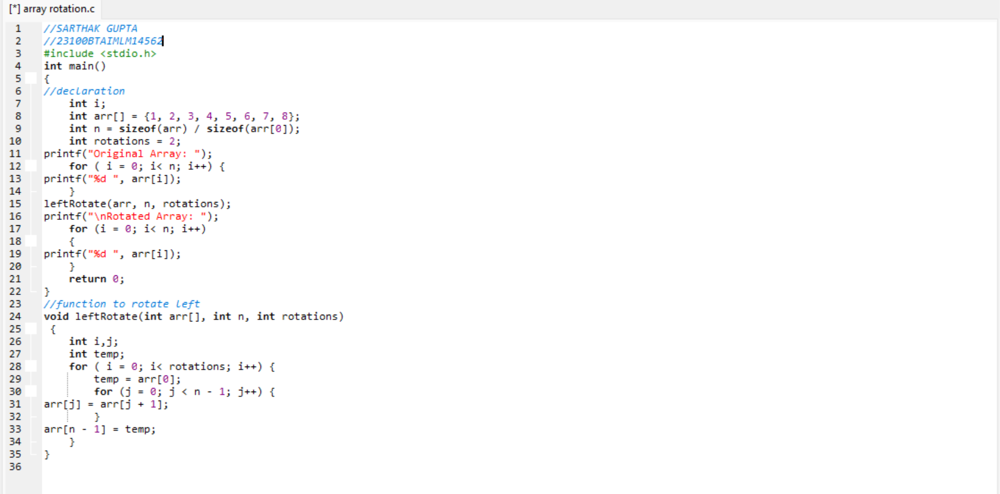 [*] array rotation.c
1 //SARTHAK GUPTA
2 //23100BTAIMLM14562
3 #include <stdio.h>
4 int main()
5 {
6 //declaration
7     int i;
8     int arr[] = {1, 2, 3, 4, 5, 6, 7, 8};
9     int n = sizeof(arr) / sizeof(arr[0]);
10     int rotations = 2;
11 printf("Original Array: ");
12     for ( i = 0; i< n; i++) {
13 printf("%d ", arr[i]);
14     }
15 leftRotate(arr, n, rotations);
16 printf("\nRotated Array: ");
17     for (i = 0; i< n; i++)
18     {
19 printf("%d ", arr[i]);
20     }
21     return 0;
22 }
23 //function to rotate left
24 void leftRotate(int arr[], int n, int rotations)
25  {
26     int i,j;
27     int temp;
28     for ( i = 0; i< rotations; i++) {
29         temp = arr[0];
30         for (j = 0; j < n - 1; j++) {
31 arr[j] = arr[j + 1];
32         }
33 arr[n - 1] = temp;
34     }
35 }
36